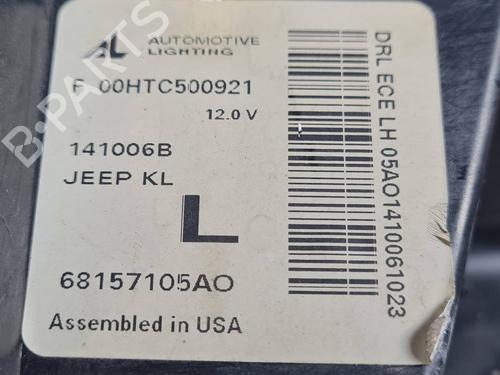 AL AUTOMOTIVE
LIGHTING
F 00HTC500921
12.0 V
141006B
JEEP KL
L
68157105AO
Assembled in USA
DRL ECE LH 05AO1410061023
B-PARTS